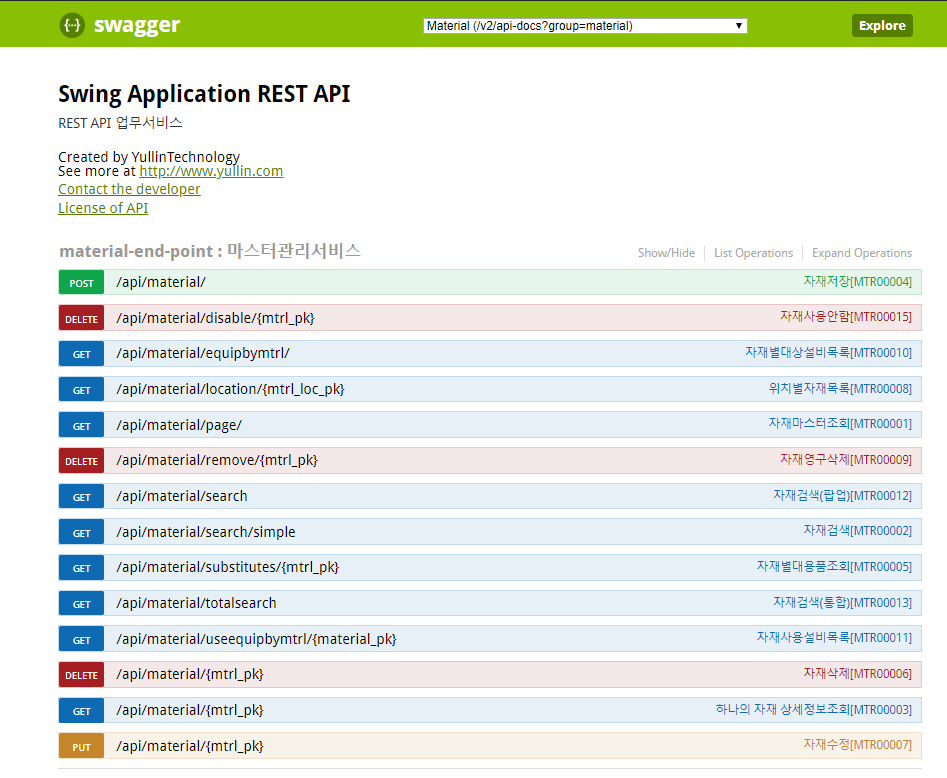 swagger
Material (/v2/api-docs?group=material)
Explore
Swing Application REST API
REST API 업무서비스
Created by YullinTechnology
See more at http://www.yullin.com
Contact the developer
License of API
material-end-point : 마스터관리서비스 Show/Hide List Operations Expand Operations
POST /api/material/ 자재저장[MTR00004]
DELETE /api/material/disable/{mtrl_pk} 자재사용안함[MTR00015]
GET /api/material/equipbymtrl/ 자재별대상설비목록[MTR00010]
GET /api/material/location/{mtrl_loc_pk} 위치별자재목록[MTR00008]
GET /api/material/page/ 자재마스터조회[MTR00001]
DELETE /api/material/remove/{mtrl_pk} 자재영구삭제[MTR00009]
GET /api/material/search 자재검색(팝업)[MTR00012]
GET /api/material/search/simple 자재검색[MTR00002]
GET /api/material/substitutes/{mtrl_pk} 자재별대용품조회[MTR00005]
GET /api/material/totalsearch 자재검색(통합)[MTR00013]
GET /api/material/useequipbymtrl/{material_pk} 자재사용설비목록[MTR00011]
DELETE /api/material/{mtrl_pk} 자재삭제[MTR00006]
GET /api/material/{mtrl_pk} 하나의 자재 상세정보조회[MTR00003]
PUT /api/material/{mtrl_pk} 자재수정[MTR00007]